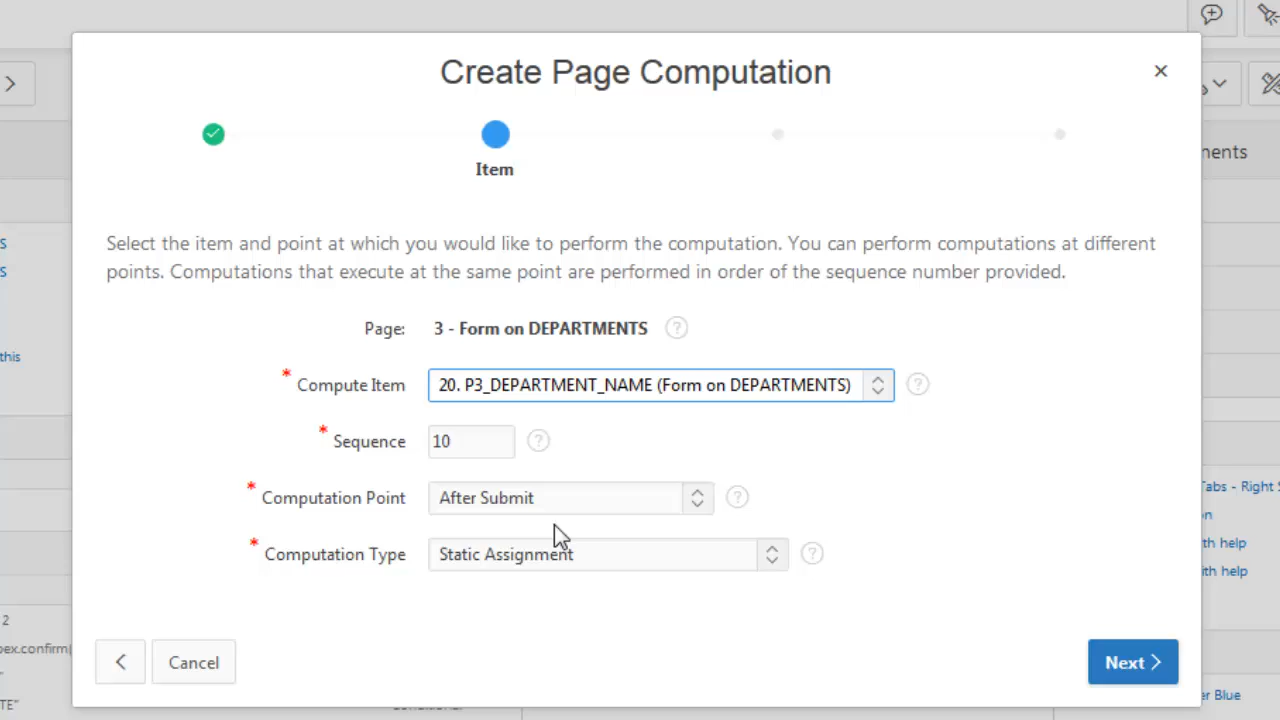 Create Page Computation
Item
Select the item and point at which you would like to perform the computation. You can perform computations at different
points. Computations that execute at the same point are performed in order of the sequence number provided.
Page: 3 - Form on DEPARTMENTS ?
* Compute Item 20. P3_DEPARTMENT_NAME (Form on DEPARTMENTS) ?
* Sequence 10 ?
* Computation Point After Submit ?
* Computation Type Static Assignment ?
Cancel Next
this
2
Tabs - Right
with help
with help
er Blue